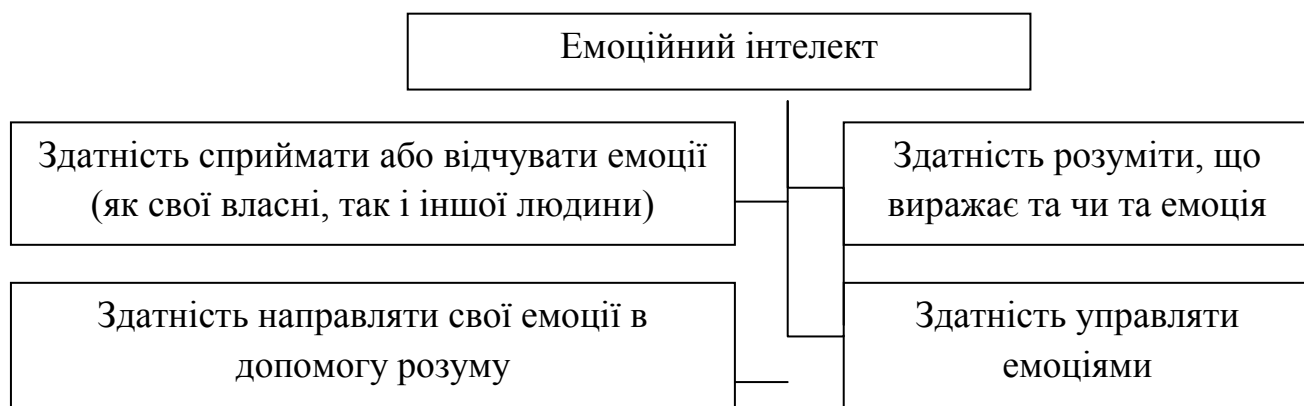 Емоційний інтелект
Здатність сприймати або відчувати емоції
(як свої власні, так і іншої людини)
Здатність розуміти, що
виражає та чи та емоція
Здатність направляти свої емоції в
допомогу розуму
Здатність управляти
емоціями